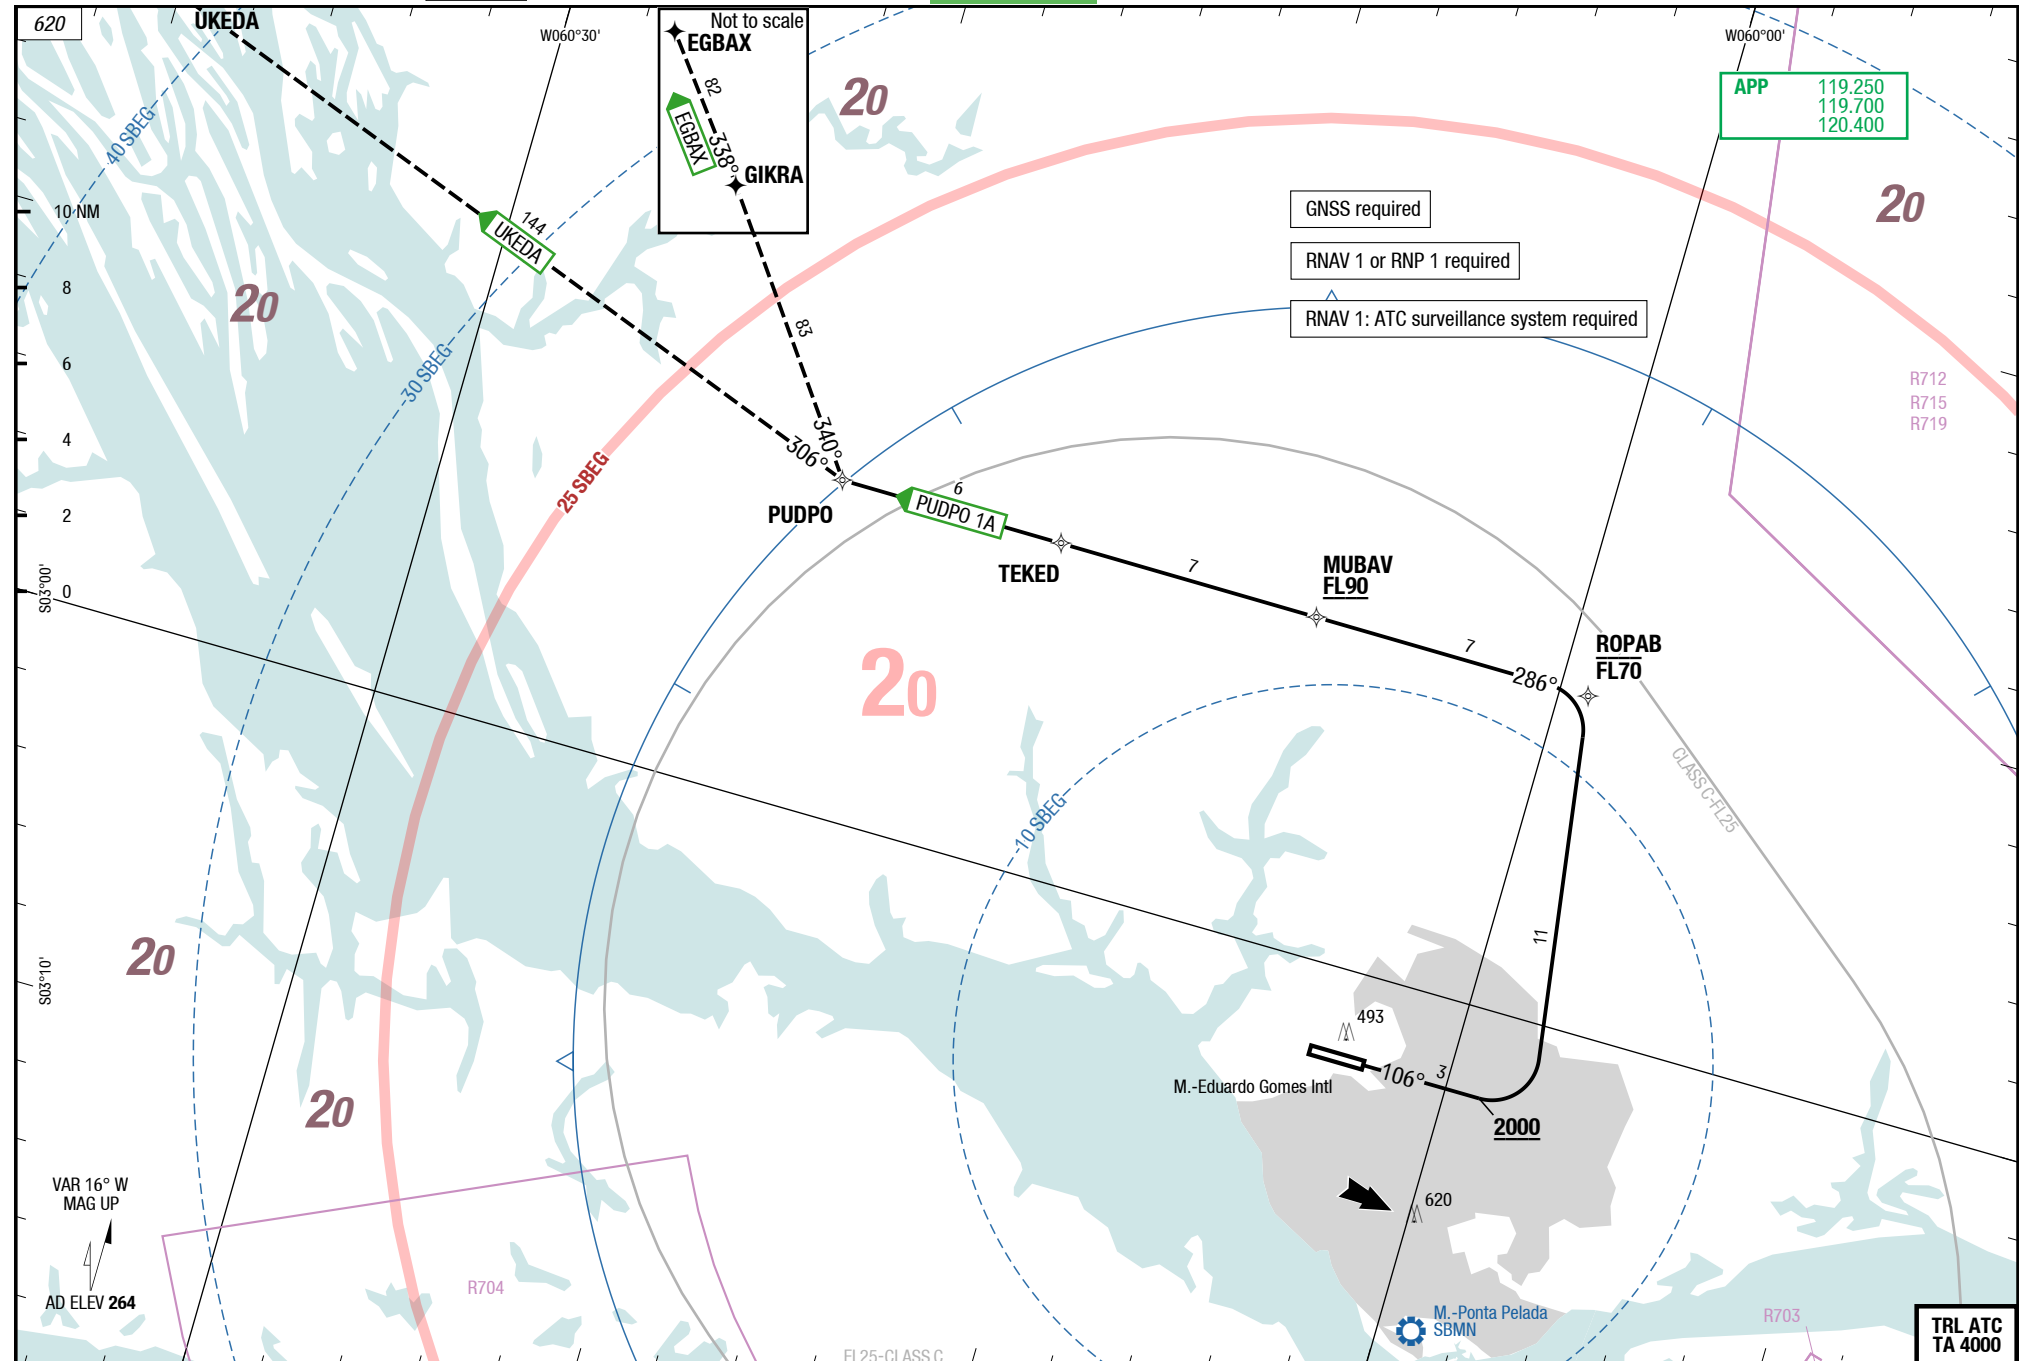 UKEDA
620
W060°30'
Not to scale
EGBAX
82
EGBAX
338°
GIKRA
20
W060°00'
APP 119.250
119.700
120.400
40 SBEG
10 NM
8
6
4
2
0
144
UKEDA
20
GNSS required
RNAV 1 or RNP 1 required
RNAV 1: ATC surveillance system required
20
83
30 SBEG
R712
R715
R719
340°
306°
25 SBEG
PUDPO
6
PUDPO 1A
TEKED
7
MUBAV
FL90
7
286°
ROPAB
FL70
S03°00'
20
10 SBEG
CLASS C-FL25
11
S03°10'
20
493
106°
3
M.-Eduardo Gomes Intl
2000
20
VAR 16° W
MAG UP
AD ELEV 264
620
R704
M.-Ponta Pelada
SBMN
R703
FL25-CLASS C
TRL ATC
TA 4000